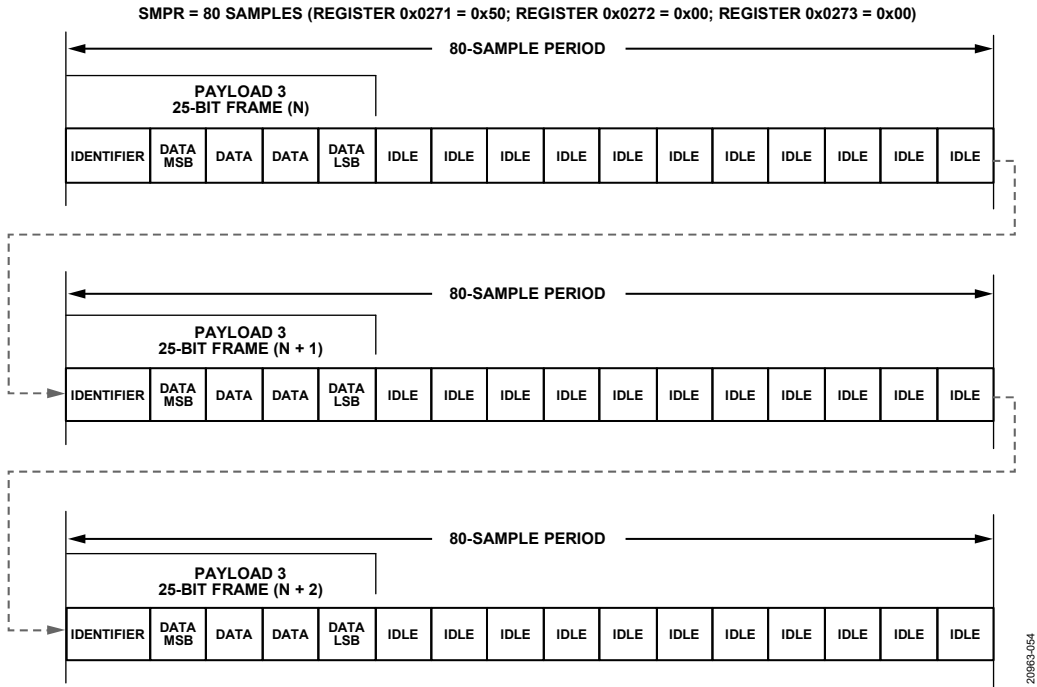 SMPR = 80 SAMPLES (REGISTER 0x0271 = 0x50; REGISTER 0x0272 = 0x00; REGISTER 0x0273 = 0x00)
80-SAMPLE PERIOD
PAYLOAD 3
25-BIT FRAME (N)
IDENTIFIER DATA MSB DATA DATA DATA LSB IDLE IDLE IDLE IDLE IDLE IDLE IDLE IDLE IDLE IDLE IDLE
80-SAMPLE PERIOD
PAYLOAD 3
25-BIT FRAME (N + 1)
IDENTIFIER DATA MSB DATA DATA DATA LSB IDLE IDLE IDLE IDLE IDLE IDLE IDLE IDLE IDLE IDLE IDLE
80-SAMPLE PERIOD
PAYLOAD 3
25-BIT FRAME (N + 2)
IDENTIFIER DATA MSB DATA DATA DATA LSB IDLE IDLE IDLE IDLE IDLE IDLE IDLE IDLE IDLE IDLE IDLE
20963-054